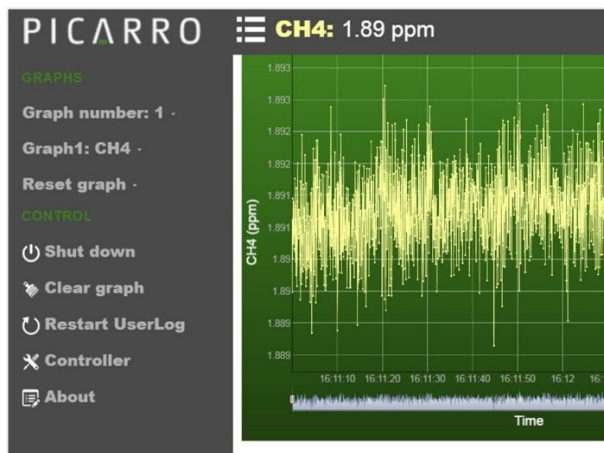 PICARRO
CH4: 1.89 ppm
GRAPHS
Graph number: 1
Graph1: CH4
Reset graph
CONTROL
Shut down
Clear graph
Restart UserLog
Controller
About
CH4 (ppm)
1.893
1.893
1.892
1.892
1.891
1.891
1.89
1.89
1.889
1.889
16:11:10 16:11:20 16:11:30 16:11:40 16:11:50 16:12
Time